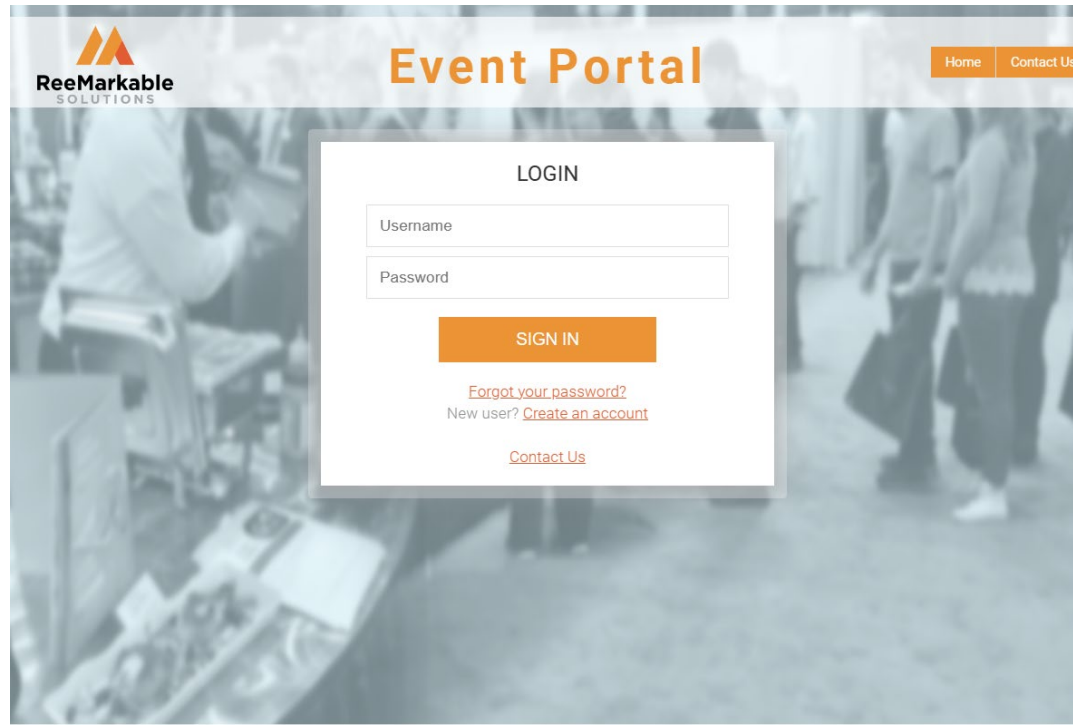 ReeMarkable
SOLUTIONS
Event Portal
Home
Contact Us
LOGIN
Username
Password
SIGN IN
Forgot your password?
New user? Create an account
Contact Us